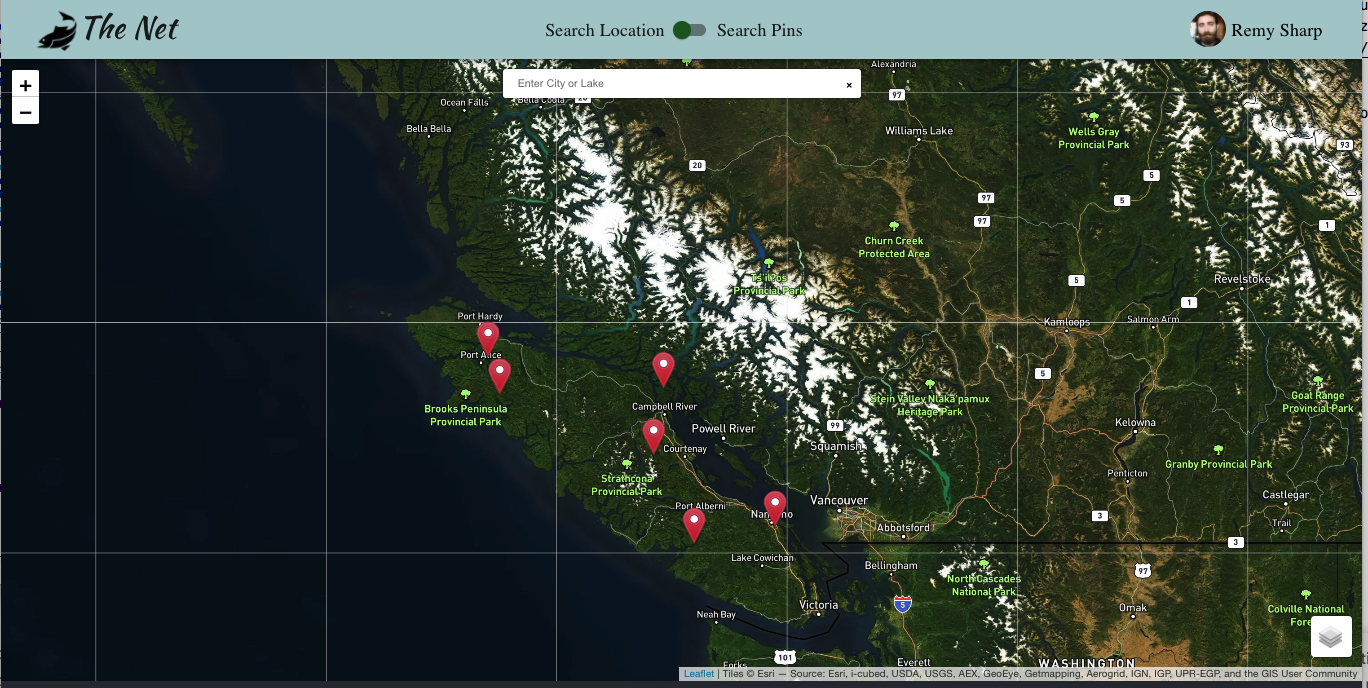 The Net
Search Location
Search Pins
Remy Sharp
+
−
Enter City or Lake
×
Alexandria
Ocean Falls
Bella Coola
20
97
Bella Bella
Williams Lake
Wells Gray
Provincial Park
93
20
5
97
5
97
1
Churn Creek
Protected Area
Ts'il?os
Provincial Park
5
Revelstoke
1
Port Hardy
Kamloops
Salmon Arm
Port Alice
5
Brooks Peninsula
Provincial Park
Campbell River
Stein Valley Nlaka'pamux
Heritage Park
Goat Range
Provincial Park
Powell River
99
Kelowna
Courtenay
Squamish
Strathcona
Provincial Park
Granby Provincial Park
Penticton
Port Alberni
Vancouver
Castlegar
3
Trail
Abbotsford
3
Lake Cowichan
Bellingham
97
North Cascades
National Park
Neah Bay
Victoria
5
Omak
Colville National
101
Forks
Everett
WASHINGTON
Leaflet | Tiles © Esri — Source: Esri, i-cubed, USDA, USGS, AEX, GeoEye, Getmapping, Aerogrid, IGN, IGP, UPR-EGP, and the GIS User Community